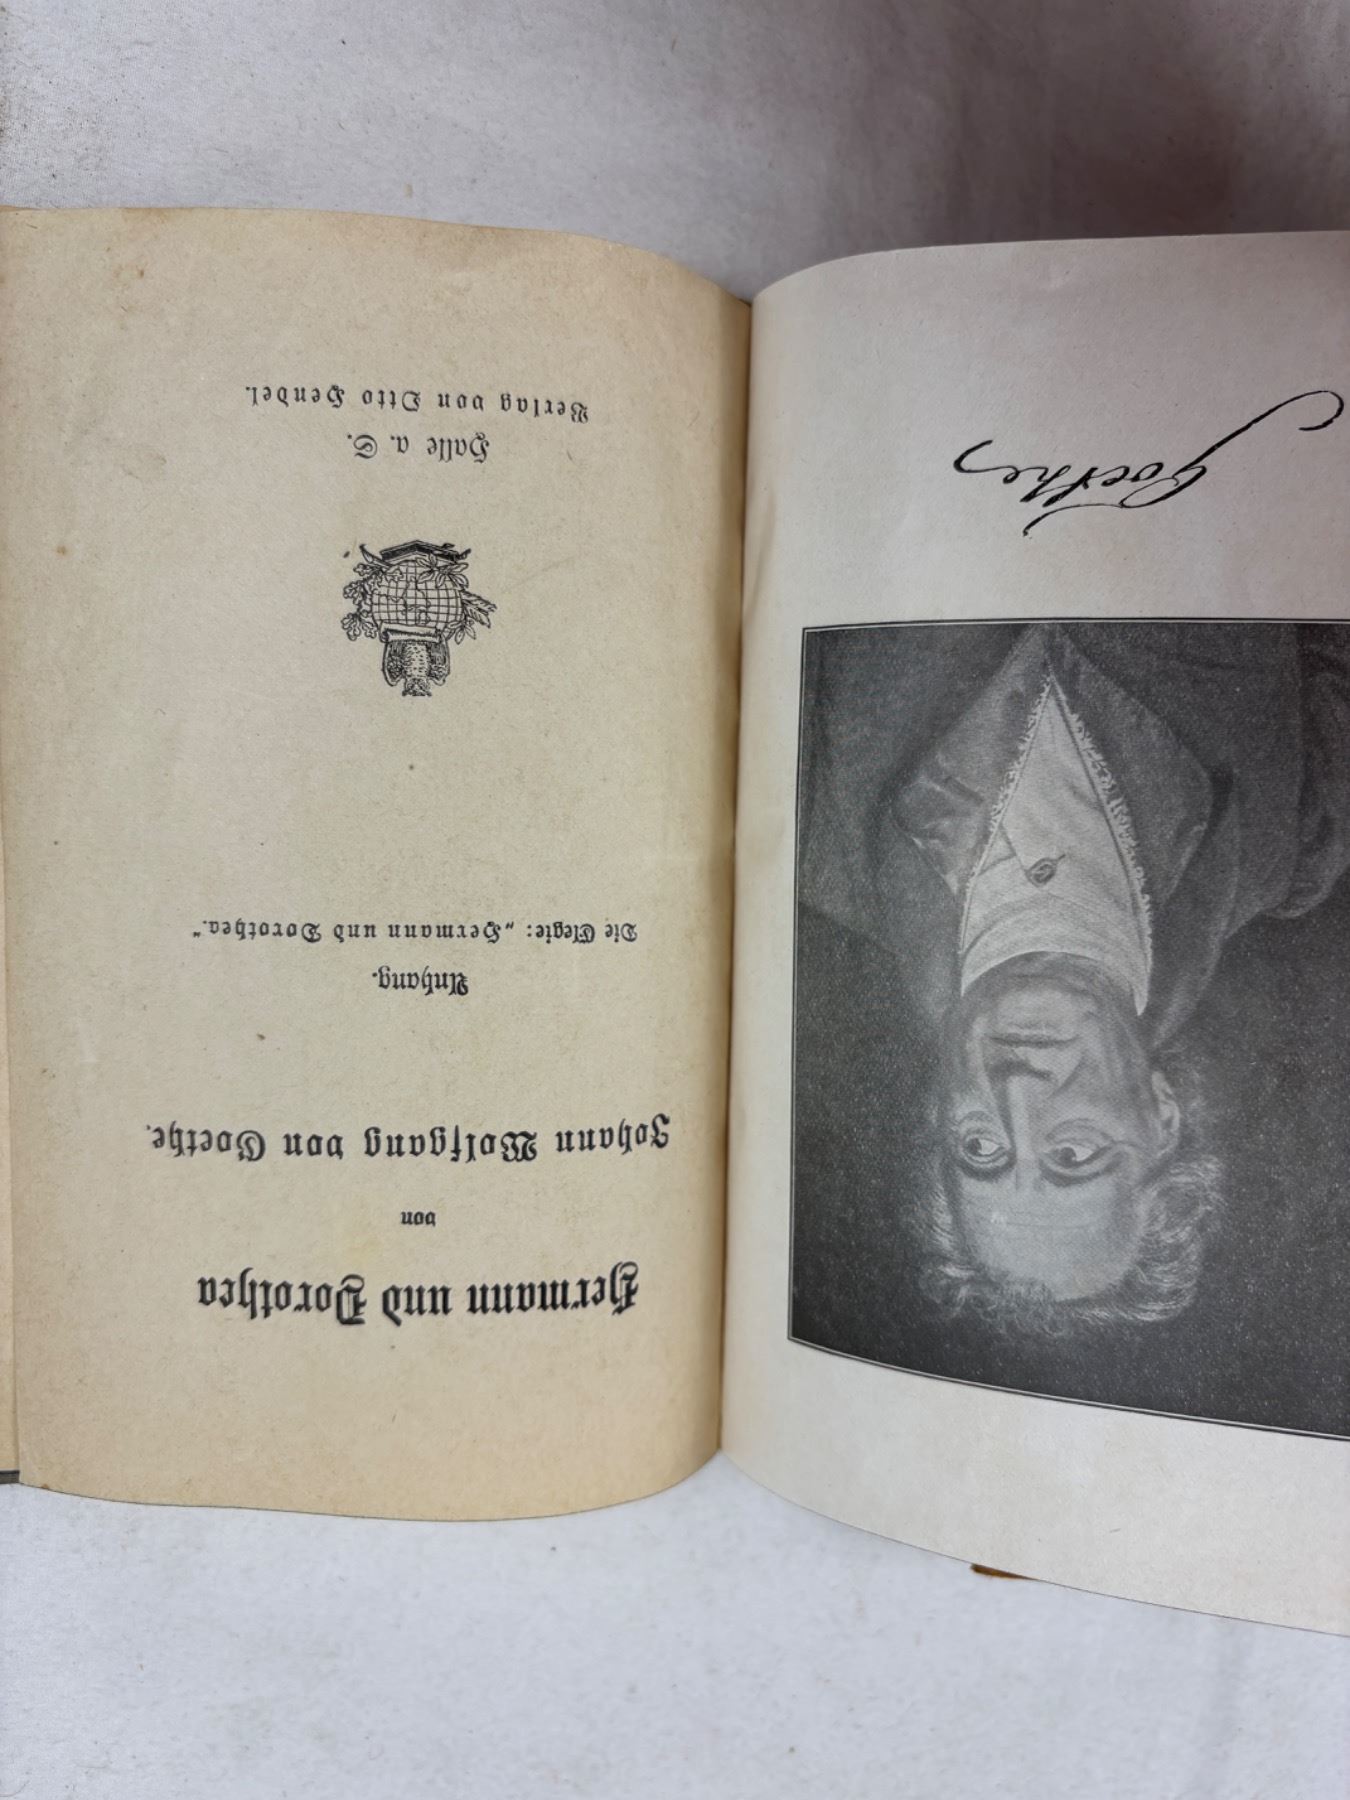 Goethe
Hermann und Dorothea
von
Johann Wolfgang von Goethe.
Anhang.
Die Elegie: „Hermann und Dorothea.“
Halle a. S.
Verlag von Otto Hendel.